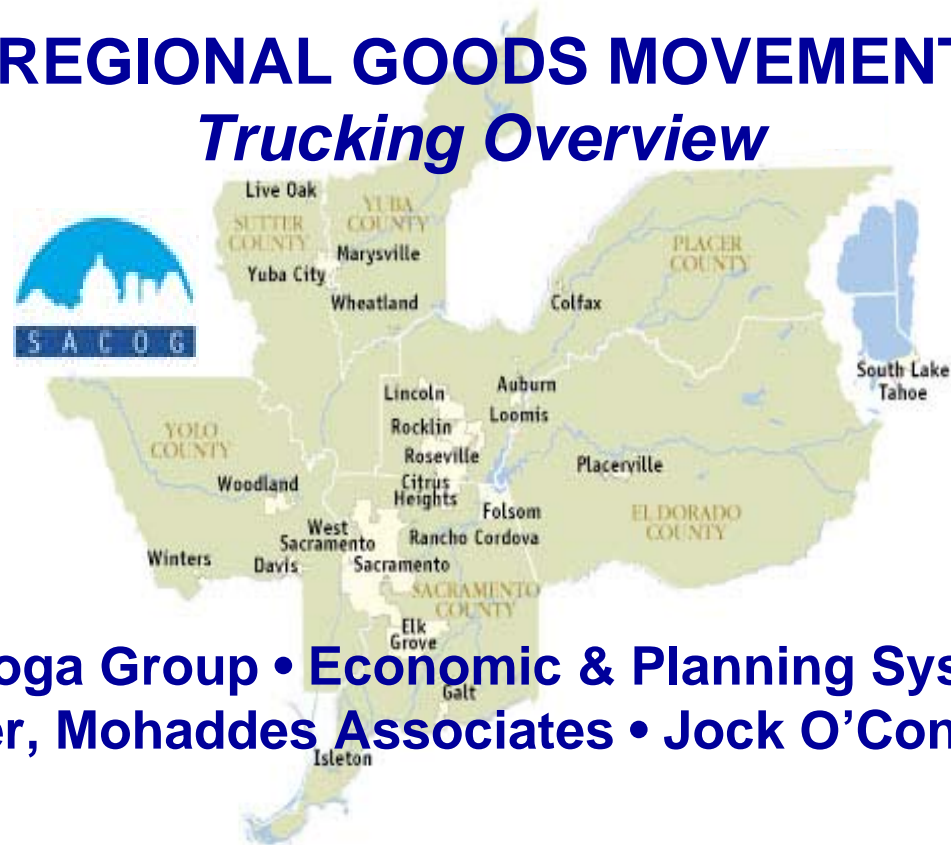 REGIONAL GOODS MOVEMENT
Trucking Overview
Live Oak
SUTTER
COUNTY
YUBA
COUNTY
Marysville
Yuba City
Wheatland
PLACER
COUNTY
Colfax
SACOG
South Lake
Tahoe
Lincoln
Auburn
Loomis
Rocklin
Roseville
YOLO
COUNTY
Woodland
Citrus
Heights
Placerville
Folsom
EL DORADO
COUNTY
West
Sacramento
Rancho Cordova
Winters
Davis
Sacramento
SACRAMENTO
COUNTY
Elk
Grove
oga Group • Economic & Planning Sys
Galt
er, Mohaddes Associates • Jock O’Con
Isleton